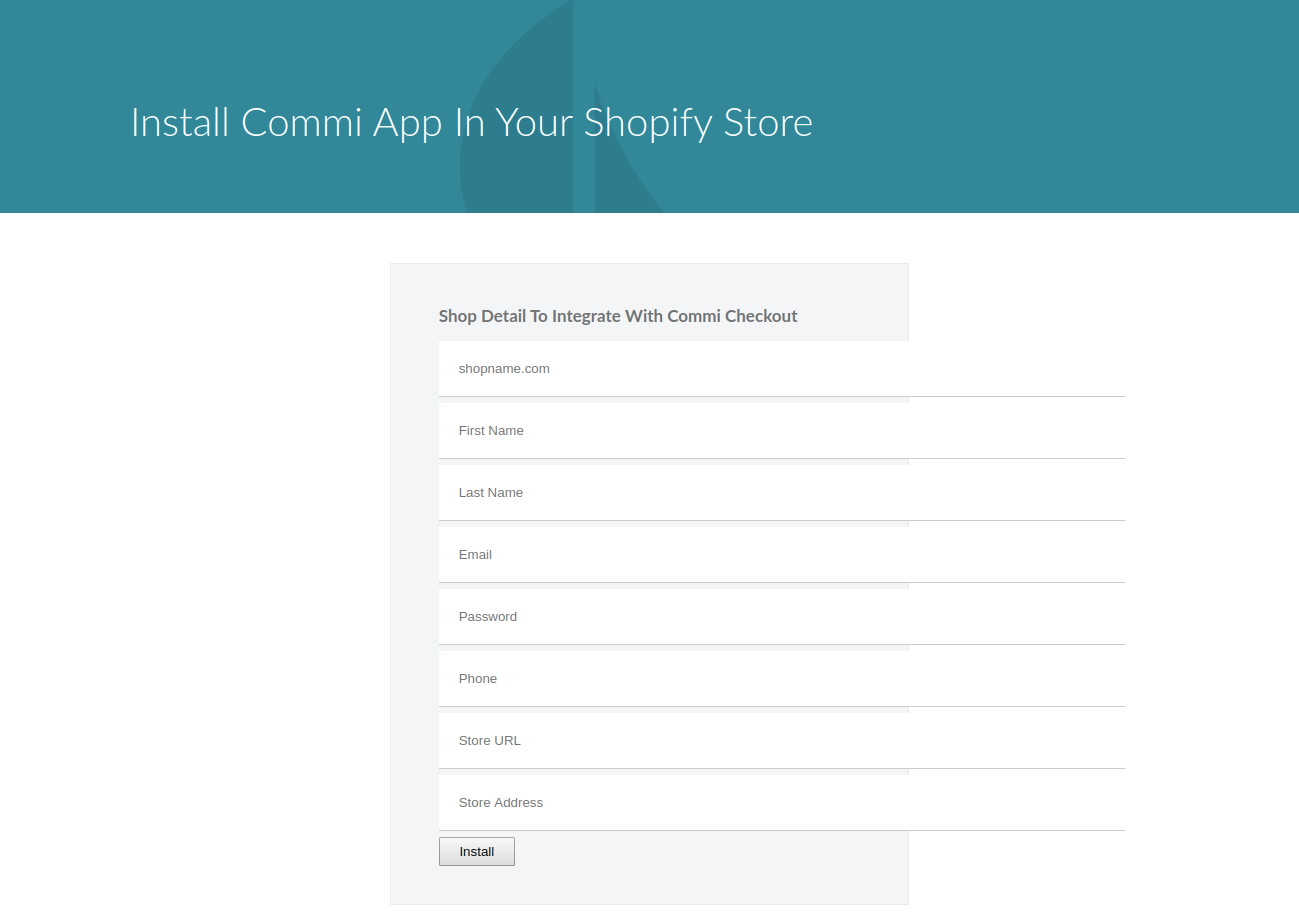 Install Commi App In Your Shopify Store
Shop Detail To Integrate With Commi Checkout
shopname.com
First Name
Last Name
Email
Password
Phone
Store URL
Store Address
Install